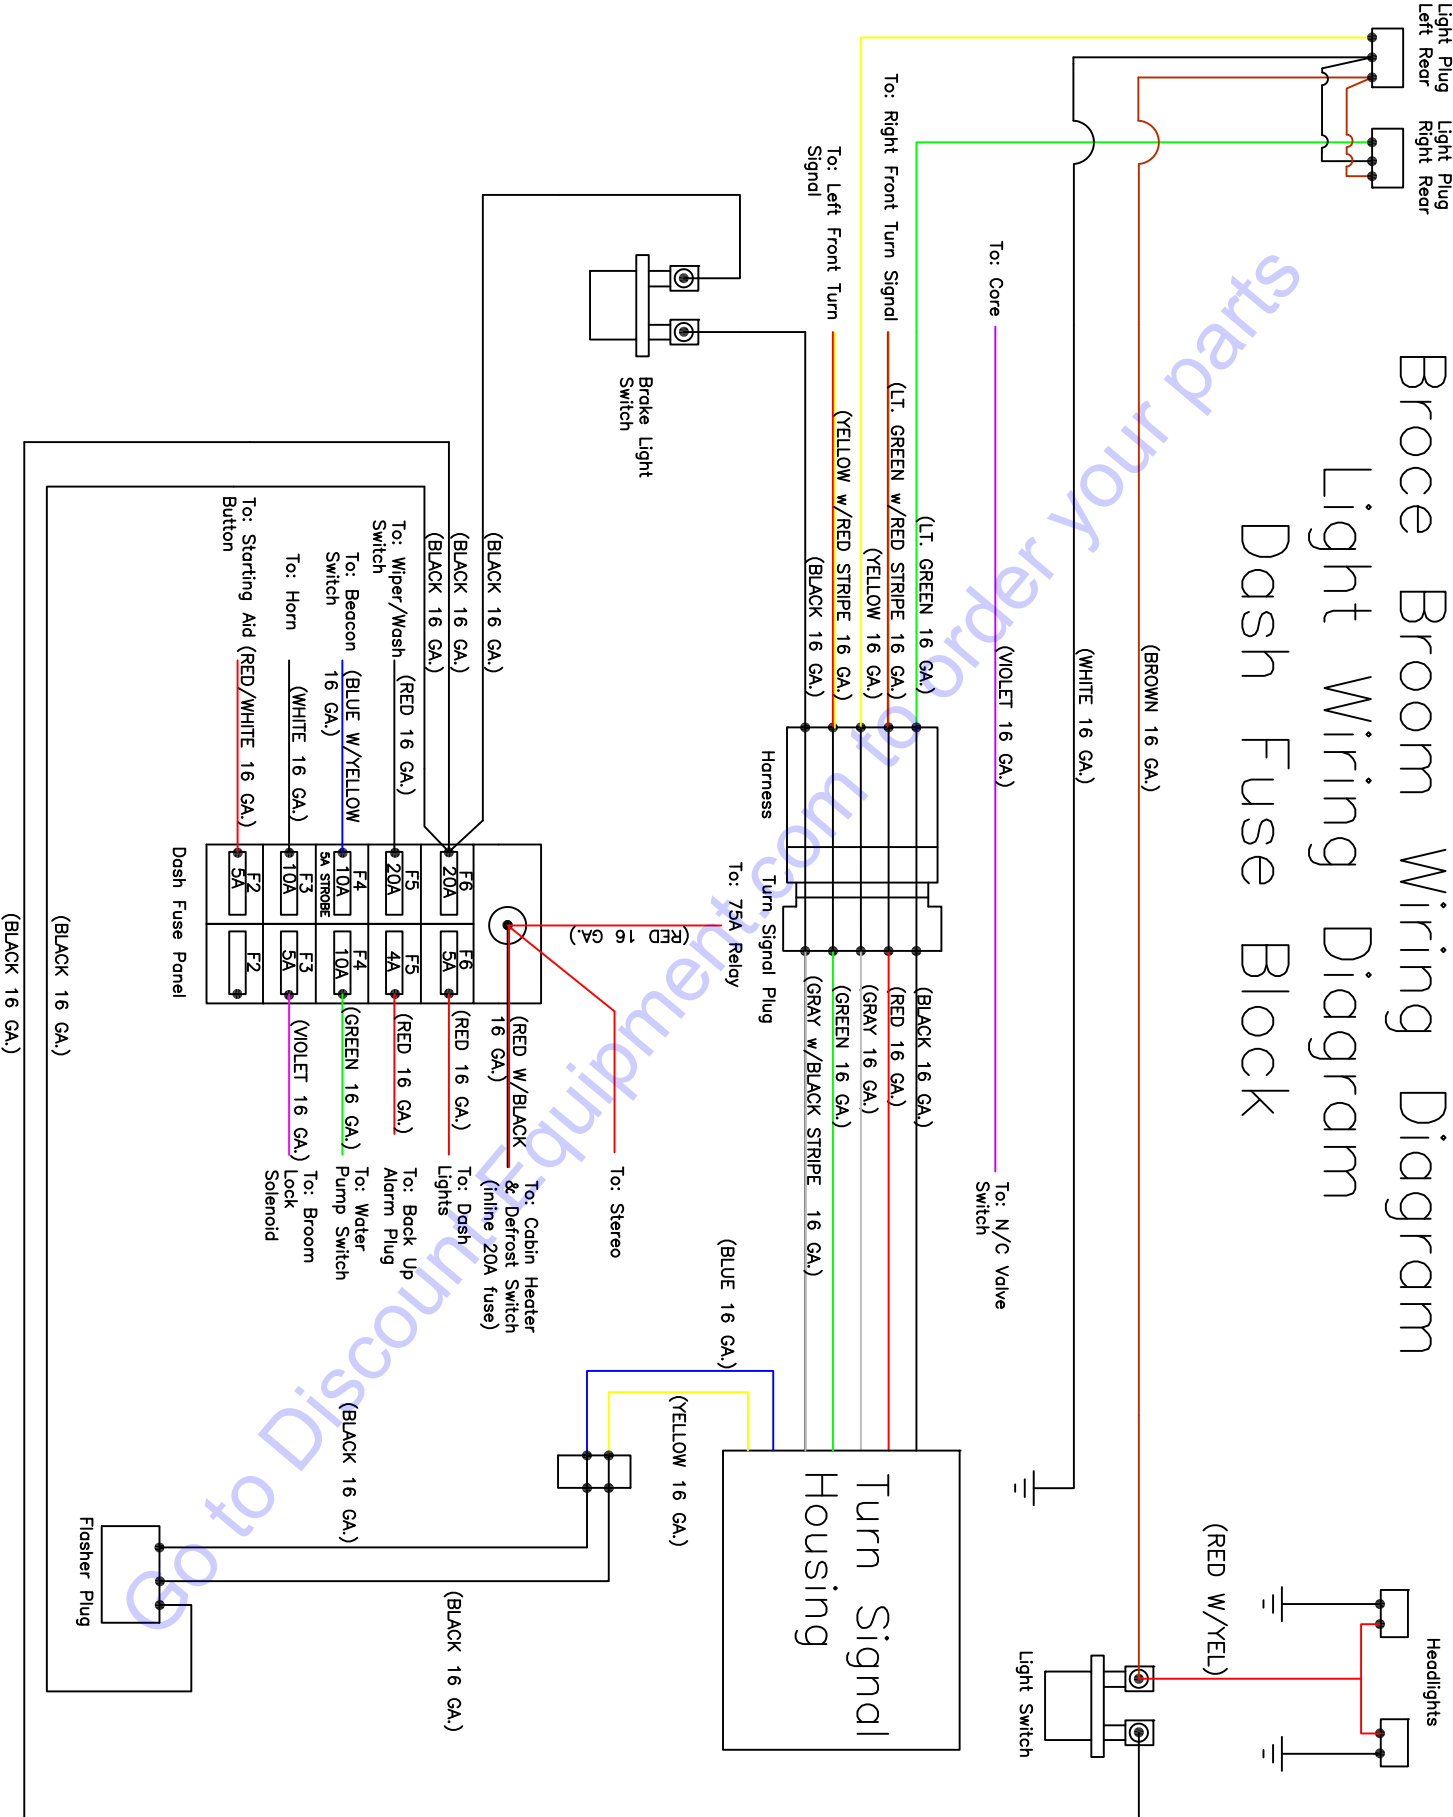 Broce Broom Wiring Diagram
Light Wiring Diagram
Dash Fuse Block
Light Plug
Left Rear
Light Plug
Right Rear
Headlights
(RED W/YEL)
Light Switch
(BROWN 16 GA.)
(WHITE 16 GA.)
To: Core
(VIOLET 16 GA.)
To: N/C Valve
Switch
To: Right Front Turn Signal
To: Left Front Turn
Signal
(LT. GREEN 16 GA.)
(LT. GREEN w/RED STRIPE 16 GA.)
(YELLOW 16 GA.)
(YELLOW w/RED STRIPE 16 GA.)
(BLACK 16 GA.)
Harness
Turn Signal Plug
(BLACK 16 GA.)
(RED 16 GA.)
(GRAY 16 GA.)
(GREEN 16 GA.)
(GRAY w/BLACK STRIPE 16 GA.)
Turn Signal
Housing
To: 75A Relay
(RED 16 GA.)
Brake Light
Switch
(BLUE 16 GA.)
(YELLOW 16 GA.)
To: Stereo
To: Cabin Heater
& Defrost Switch
(inline 20A fuse)
(RED W/BLACK
16 GA.)
(BLACK 16 GA.)
(BLACK 16 GA.)
(BLACK 16 GA.)
F6
20A
F6
5A
(RED 16 GA.)
To: Dash
Lights
To: Wiper/Wash
Switch
(RED 16 GA.)
F5
20A
F5
4A
(RED 16 GA.)
To: Back Up
Alarm Plug
To: Beacon
Switch
(BLUE W/YELLOW
16 GA.)
F4
10A
5A STROBE
F4
10A
(GREEN 16 GA.)
To: Water
Pump Switch
To: Horn
(WHITE 16 GA.)
F3
10A
F3
5A
(VIOLET 16 GA.)
To: Broom
Lock
Solenoid
To: Starting Aid
Button
(RED/WHITE 16 GA.)
F2
5A
F2
Dash Fuse Panel
(BLACK 16 GA.)
(BLACK 16 GA.)
Flasher Plug
(BLACK 16 GA.)
(BLACK 16 GA.)
Go to Discount-Equipment.com to order your parts